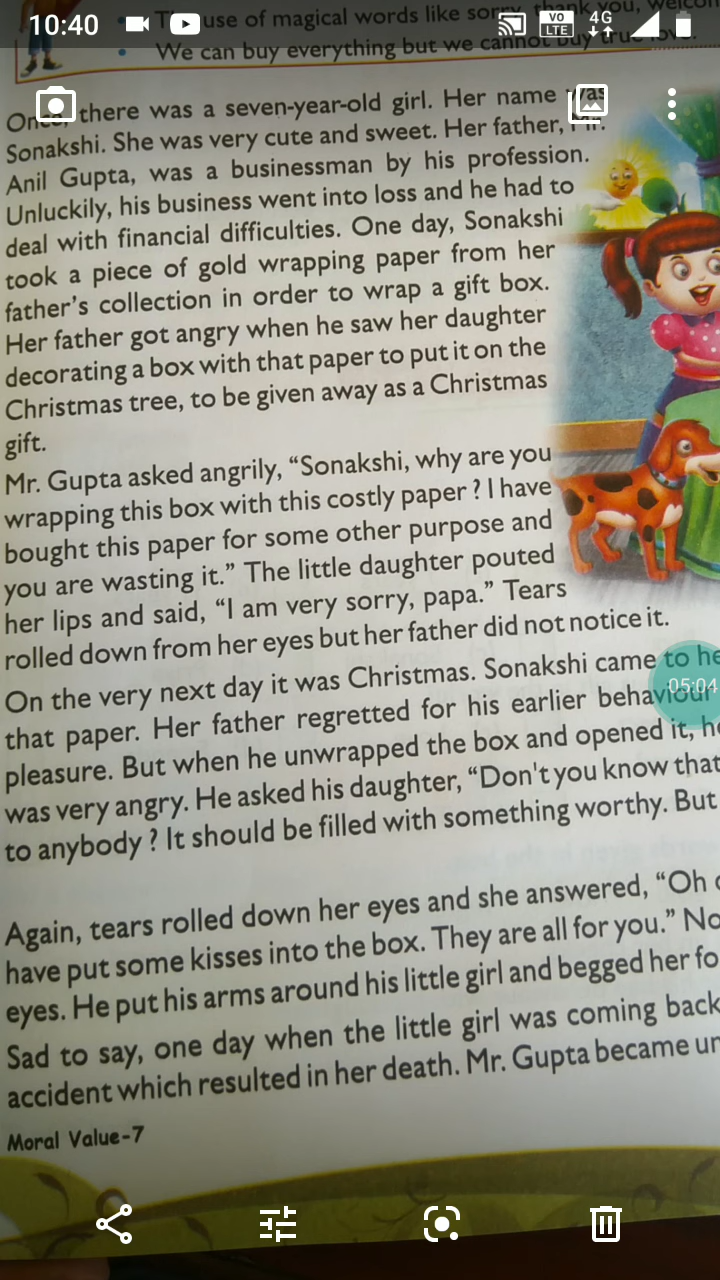 10:40
VO
LTE
4G
use of magical words like sorry, thank you,
We can buy everything but we cannot buy true love.
Once, there was a seven-year-old girl. Her name was
Sonakshi. She was very cute and sweet. Her father, Mr.
Anil Gupta, was a businessman by his profession.
Unluckily, his business went into loss and he had to
deal with financial difficulties. One day, Sonakshi
took a piece of gold wrapping paper from her
father's collection in order to wrap a gift box.
Her father got angry when he saw her daughter
decorating a box with that paper to put it on the
Christmas tree, to be given away as a Christmas
gift.
Mr. Gupta asked angrily, “Sonakshi, why are you
wrapping this box with this costly paper ? I have
bought this paper for some other purpose and
you are wasting it.” The little daughter pouted
her lips and said, “I am very sorry, papa.” Tears
rolled down from her eyes but her father did not notice it.
On the very next day it was Christmas. Sonakshi came to
05:04
that paper. Her father regretted for his earlier behaviour
pleasure. But when he unwrapped the box and opened it,
was very angry. He asked his daughter, “Don't you know that
to anybody ? It should be filled with something worthy. But
Again, tears rolled down her eyes and she answered, “Oh
have put some kisses into the box. They are all for you.”
eyes. He put his arms around his little girl and begged her
Sad to say, one day when the little girl was coming back
accident which resulted in her death. Mr. Gupta became
Moral Value-7